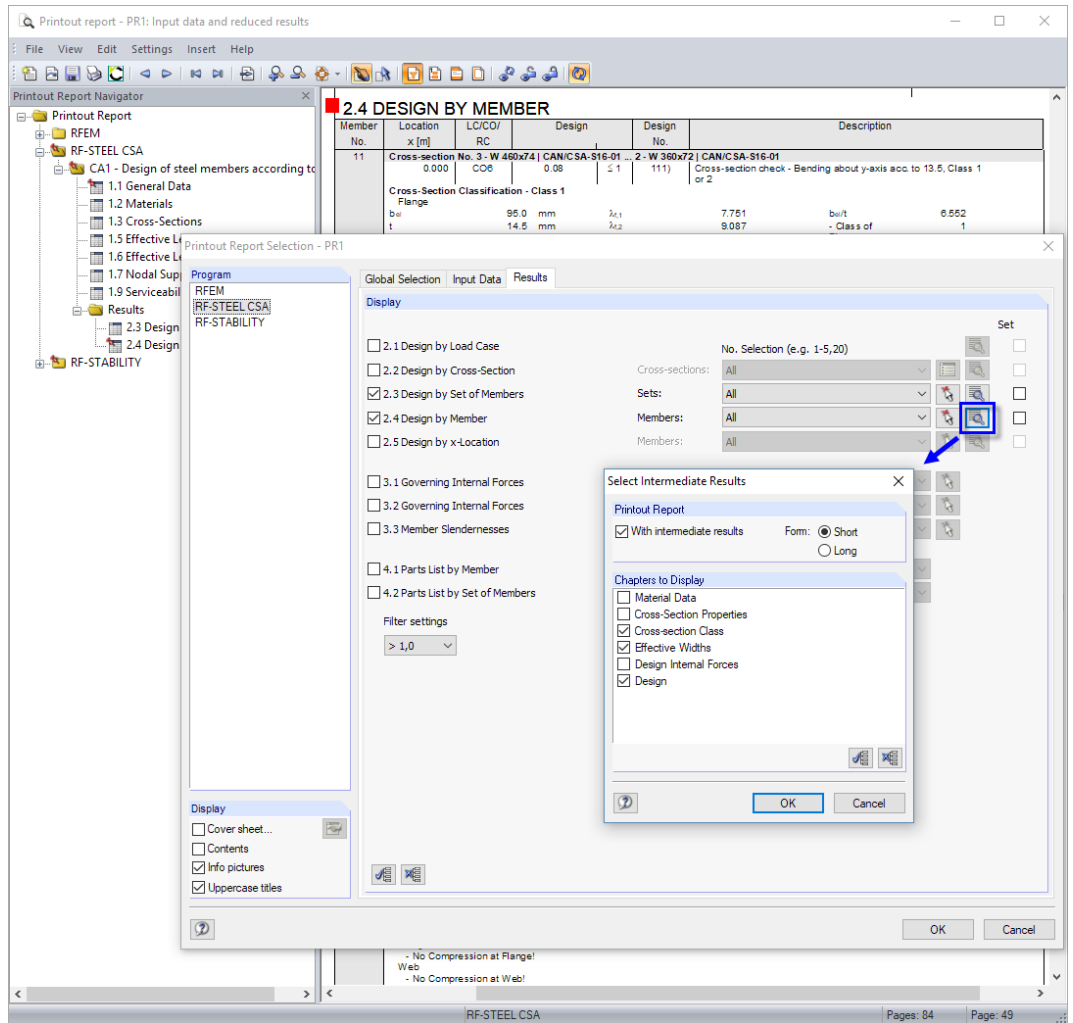 Printout report - PR1: Input data and reduced results
File View Edit Settings Insert Help
Printout Report Navigator
Printout Report
RFEM
RF-STEEL CSA
CA1 - Design of steel members according to
1.1 General Data
1.2 Materials
1.3 Cross-Sections
1.5 Effective Le
1.6 Effective Le
1.7 Nodal Sup
1.9 Serviceabil
Results
2.3 Design
2.4 Design
RF-STABILITY
2.4 DESIGN BY MEMBER
Member Location LC/CO/ Design Design Description
No. x [m] RC No.
11 Cross-section No. 3 - W 460x74 | CAN/CSA-S16-01 ... 2 - W 360x72 | CAN/CSA-S16-01
0.000 CO6 0.08 ≤ 1 111) Cross-section check - Bending about y-axis acc. to 13.5, Class 1
or 2
Cross-Section Classification - Class 1
Flange
bel 95.0 mm λf,1 7.751 bel/t 6.552
t 14.5 mm λf,2 9.087 - Class of 1
Printout Report Selection - PR1
Program
RFEM
RF-STEEL CSA
RF-STABILITY
Global Selection Input Data Results
Display
Set
2.1 Design by Load Case No. Selection (e.g. 1-5,20)
2.2 Design by Cross-Section Cross-sections: All
2.3 Design by Set of Members Sets: All
2.4 Design by Member Members: All
2.5 Design by x-Location Members: All
3.1 Governing Internal Forces
3.2 Governing Internal Forces
3.3 Member Slendernesses
4.1 Parts List by Member
4.2 Parts List by Set of Members
Filter settings
> 1,0
Select Intermediate Results
Printout Report
With intermediate results Form: Short
Long
Chapters to Display
Material Data
Cross-Section Properties
Cross-section Class
Effective Widths
Design Internal Forces
Design
OK Cancel
Display
Cover sheet...
Contents
Info pictures
Uppercase titles
OK Cancel
- No Compression at Flange!
Web
- No Compression at Web!
RF-STEEL CSA Pages: 84 Page: 49